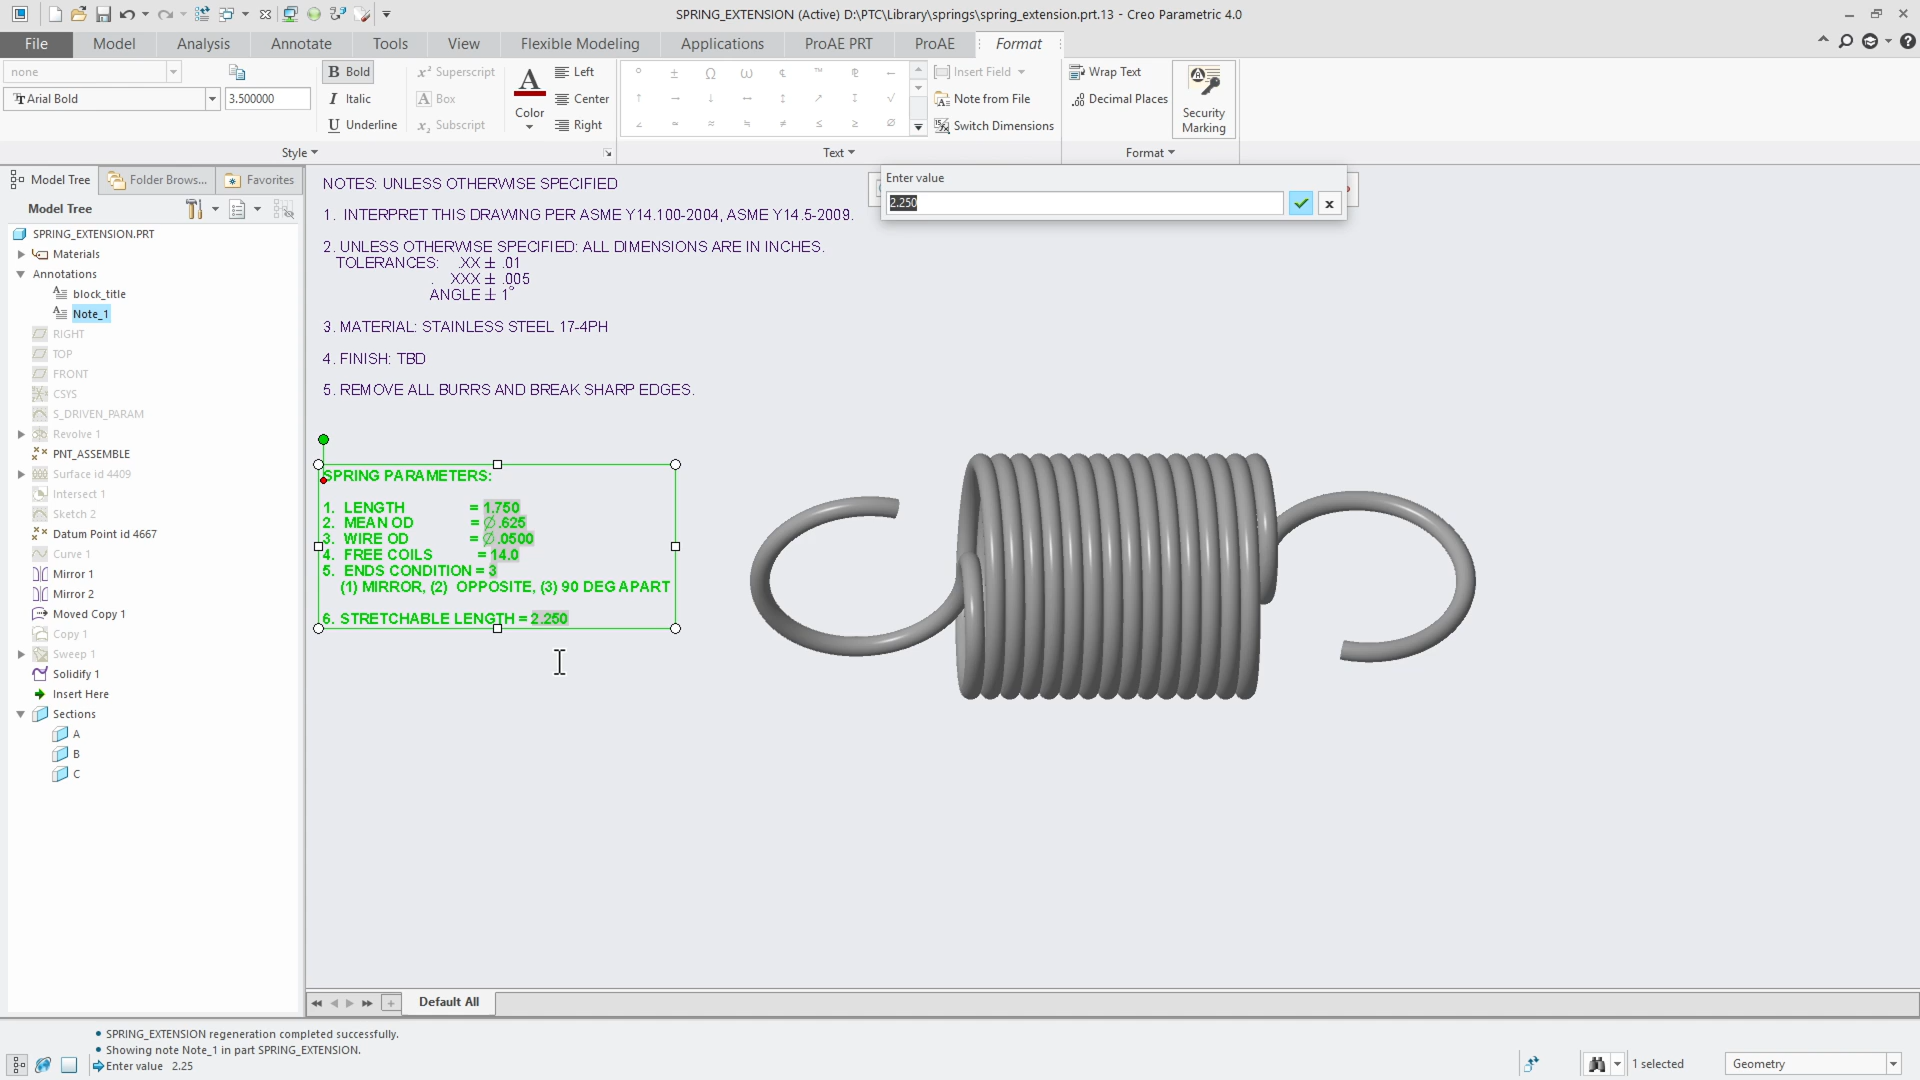 SPRING_EXTENSION (Active) D:\PTC\Library\springs\spring_extension.prt.13 - Creo Parametric 4.0
File Model Analysis Annotate Tools View Flexible Modeling Applications ProAE PRT ProAE Format
none
Arial Bold 3.500000
B Bold
I Italic
U Underline
x² Superscript
A Box
x₂ Subscript
A
Color
Left
Center
Right
° ± Ω ω ℄ ™ ⅊ ←
↑ → ↓ ↔ ↕ ↗ ↧ √
∠ ≃ ≈ ≒ ≠ ≤ ≥ ∅
Insert Field
Note from File
Switch Dimensions
Wrap Text
Decimal Places
Security
Marking
Style
Text
Format
Model Tree Folder Brows... Favorites
Model Tree
SPRING_EXTENSION.PRT
Materials
Annotations
block_title
Note_1
RIGHT
TOP
FRONT
CSYS
S_DRIVEN_PARAM
Revolve 1
PNT_ASSEMBLE
Surface id 4409
Intersect 1
Sketch 2
Datum Point id 4667
Curve 1
Mirror 1
Mirror 2
Moved Copy 1
Copy 1
Sweep 1
Solidify 1
Insert Here
Sections
A
B
C
Enter value
2.250
NOTES: UNLESS OTHERWISE SPECIFIED
1. INTERPRET THIS DRAWING PER ASME Y14.100-2004, ASME Y14.5-2009.
2. UNLESS OTHERWISE SPECIFIED: ALL DIMENSIONS ARE IN INCHES.
TOLERANCES: .XX ± .01
. XXX ± .005
ANGLE ± 1°
3. MATERIAL: STAINLESS STEEL 17-4PH
4. FINISH: TBD
5. REMOVE ALL BURRS AND BREAK SHARP EDGES.
SPRING PARAMETERS:
1. LENGTH = 1.750
2. MEAN OD = ∅ .625
3. WIRE OD = ∅ .0500
4. FREE COILS = 14.0
5. ENDS CONDITION = 3
(1) MIRROR, (2) OPPOSITE, (3) 90 DEG APART
6. STRETCHABLE LENGTH = 2.250
Default All
• SPRING_EXTENSION regeneration completed successfully.
• Showing note Note_1 in part SPRING_EXTENSION.
Enter value 2.25
1 selected
Geometry